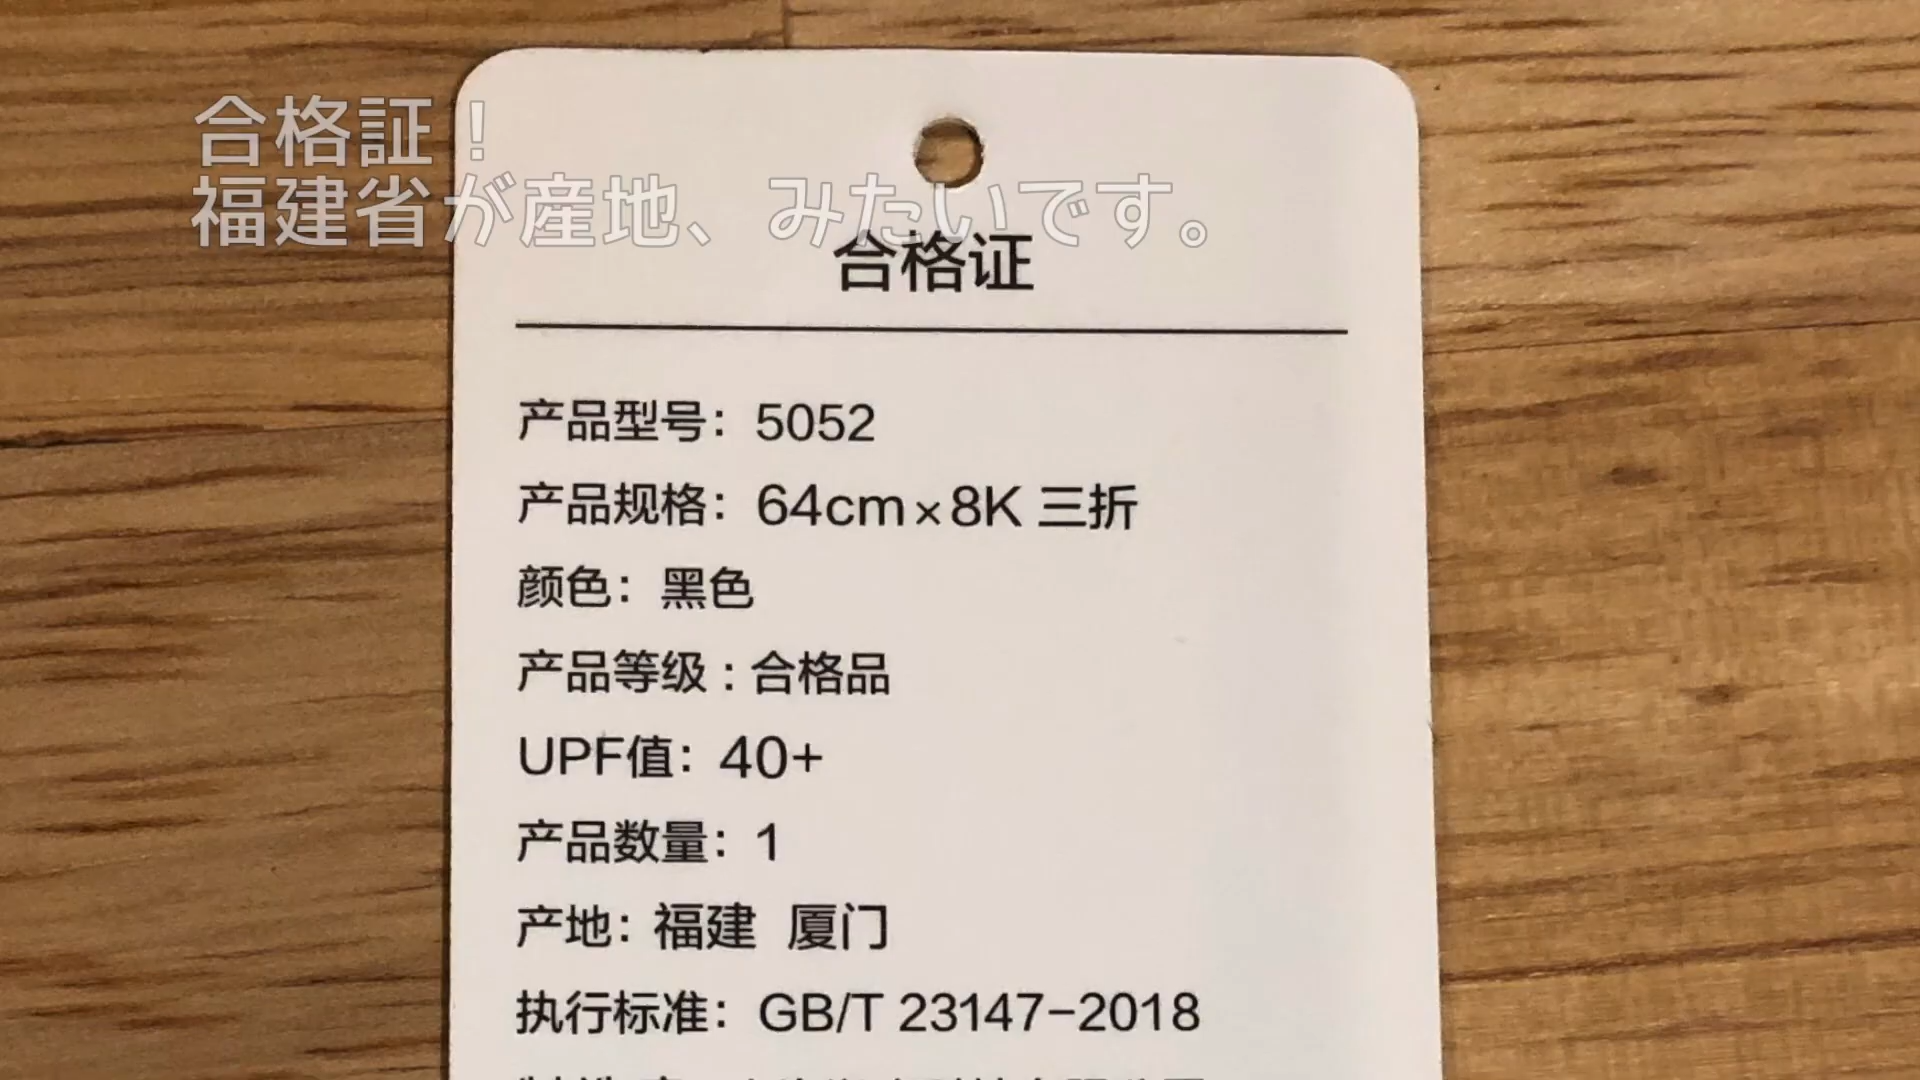 合格証！
福建省が産地、みたいです。
合格证
产品型号：5052
产品规格：64cm×8K 三折
颜色：黑色
产品等级：合格品
UPF值：40+
产品数量：1
产地：福建 厦门
执行标准：GB/T 23147-2018